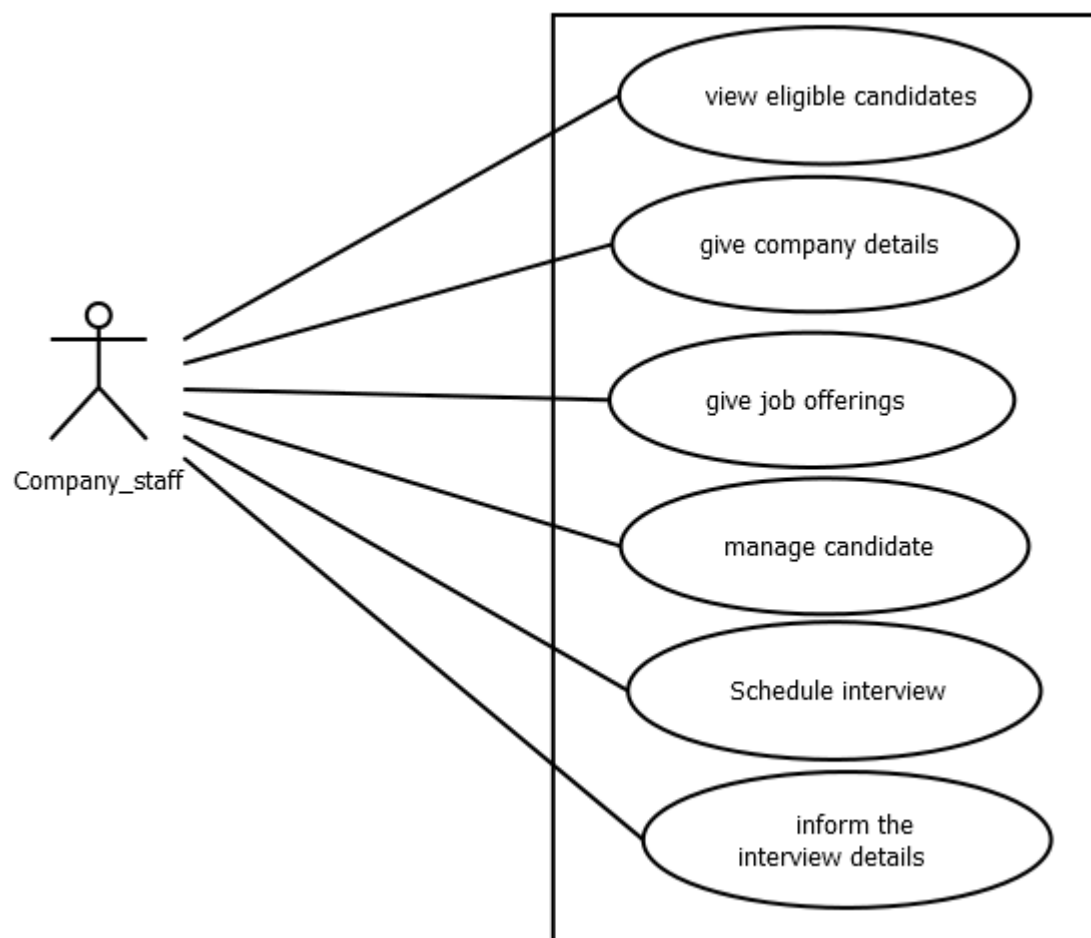 view eligible candidates
give company details
give job offerings
Company_staff
manage candidate
Schedule interview
inform the
interview details